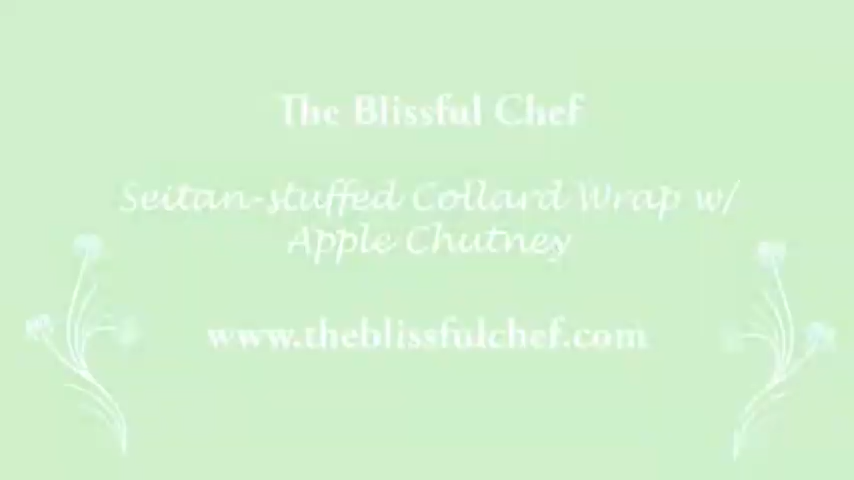 The Blissful Chef
Seitan-stuffed Collard Wrap w/
Apple Chutney
www.theblissfulchef.com